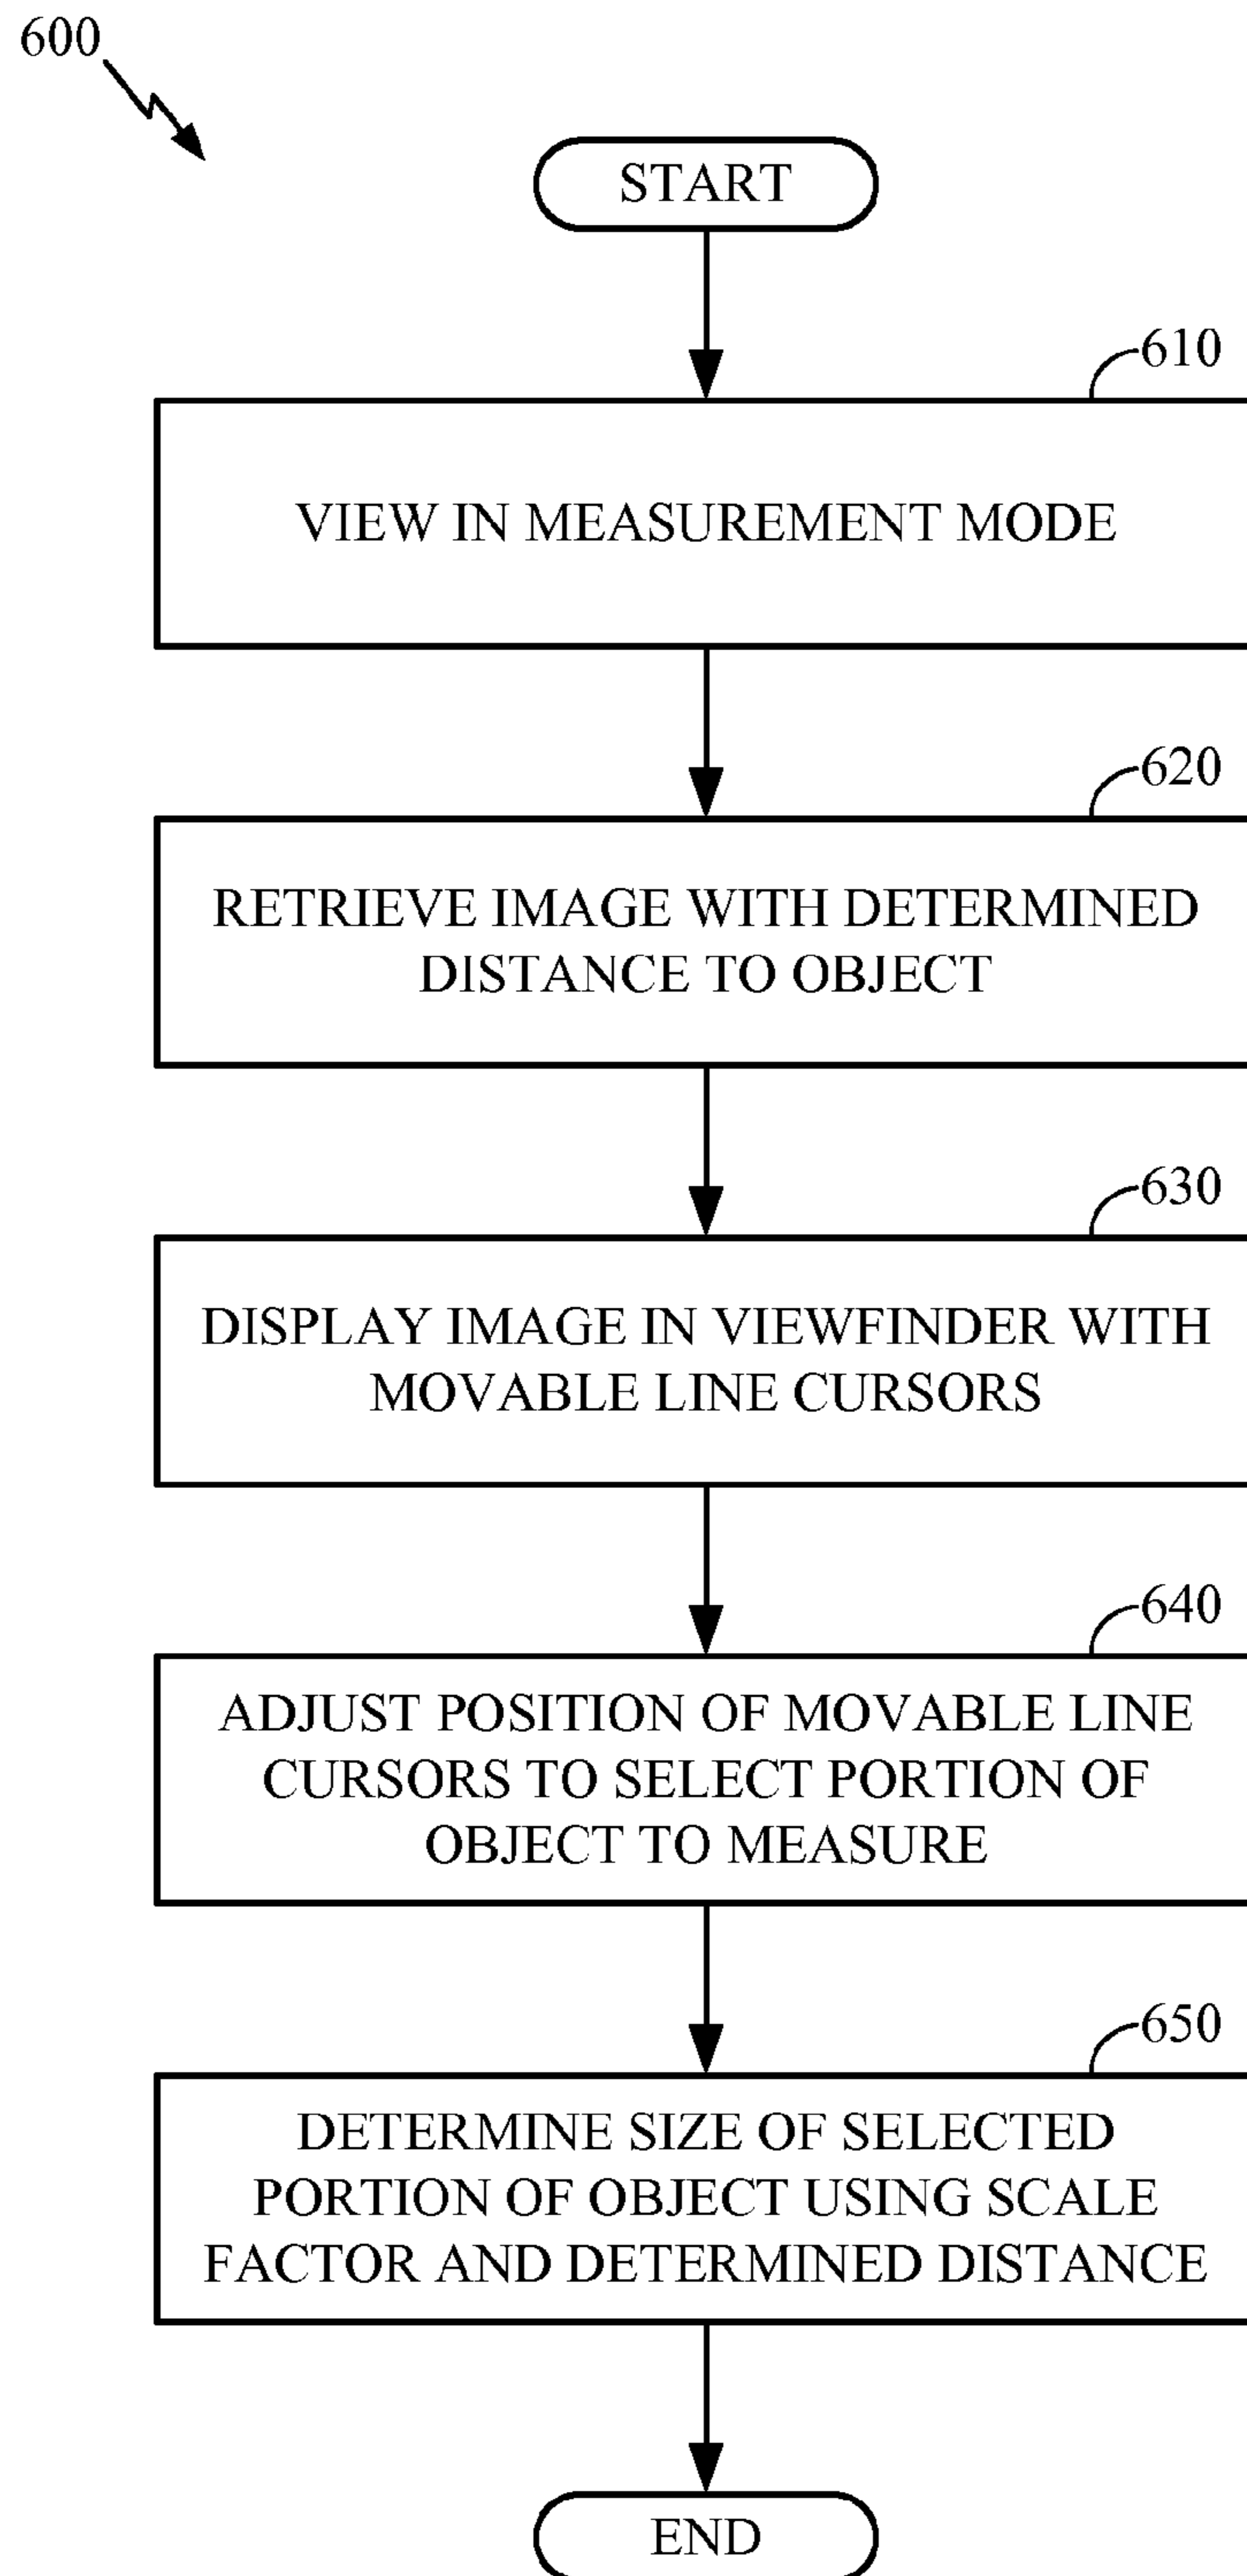 600
START
610
VIEW IN MEASUREMENT MODE
620
RETRIEVE IMAGE WITH DETERMINED
DISTANCE TO OBJECT
630
DISPLAY IMAGE IN VIEWFINDER WITH
MOVABLE LINE CURSORS
640
ADJUST POSITION OF MOVABLE LINE
CURSORS TO SELECT PORTION OF
OBJECT TO MEASURE
650
DETERMINE SIZE OF SELECTED
PORTION OF OBJECT USING SCALE
FACTOR AND DETERMINED DISTANCE
END